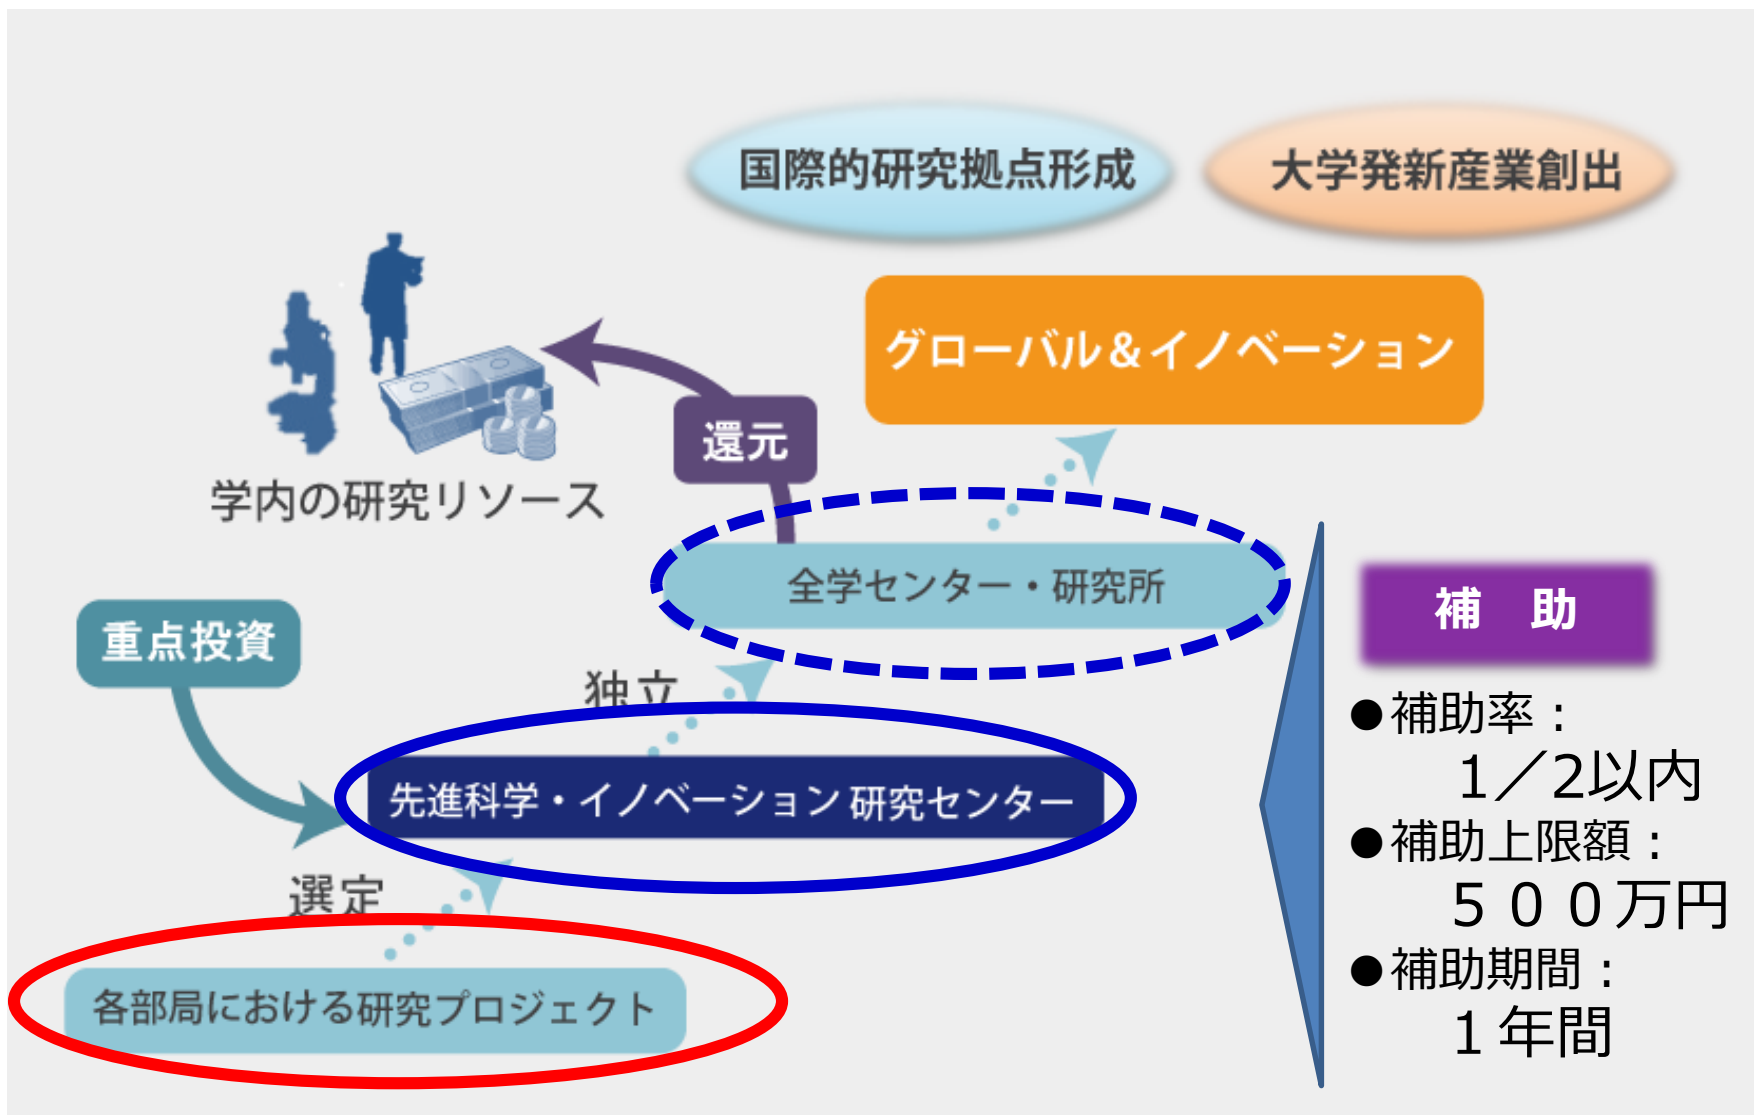 国際的研究拠点形成
大学発新産業創出
グローバル＆イノベーション
還元
学内の研究リソース
全学センター・研究所
重点投資
独立
先進科学・イノベーション研究センター
選定
各部局における研究プロジェクト
補　助
●補助率：
１／２以内
●補助上限額：
５００万円
●補助期間：
１年間